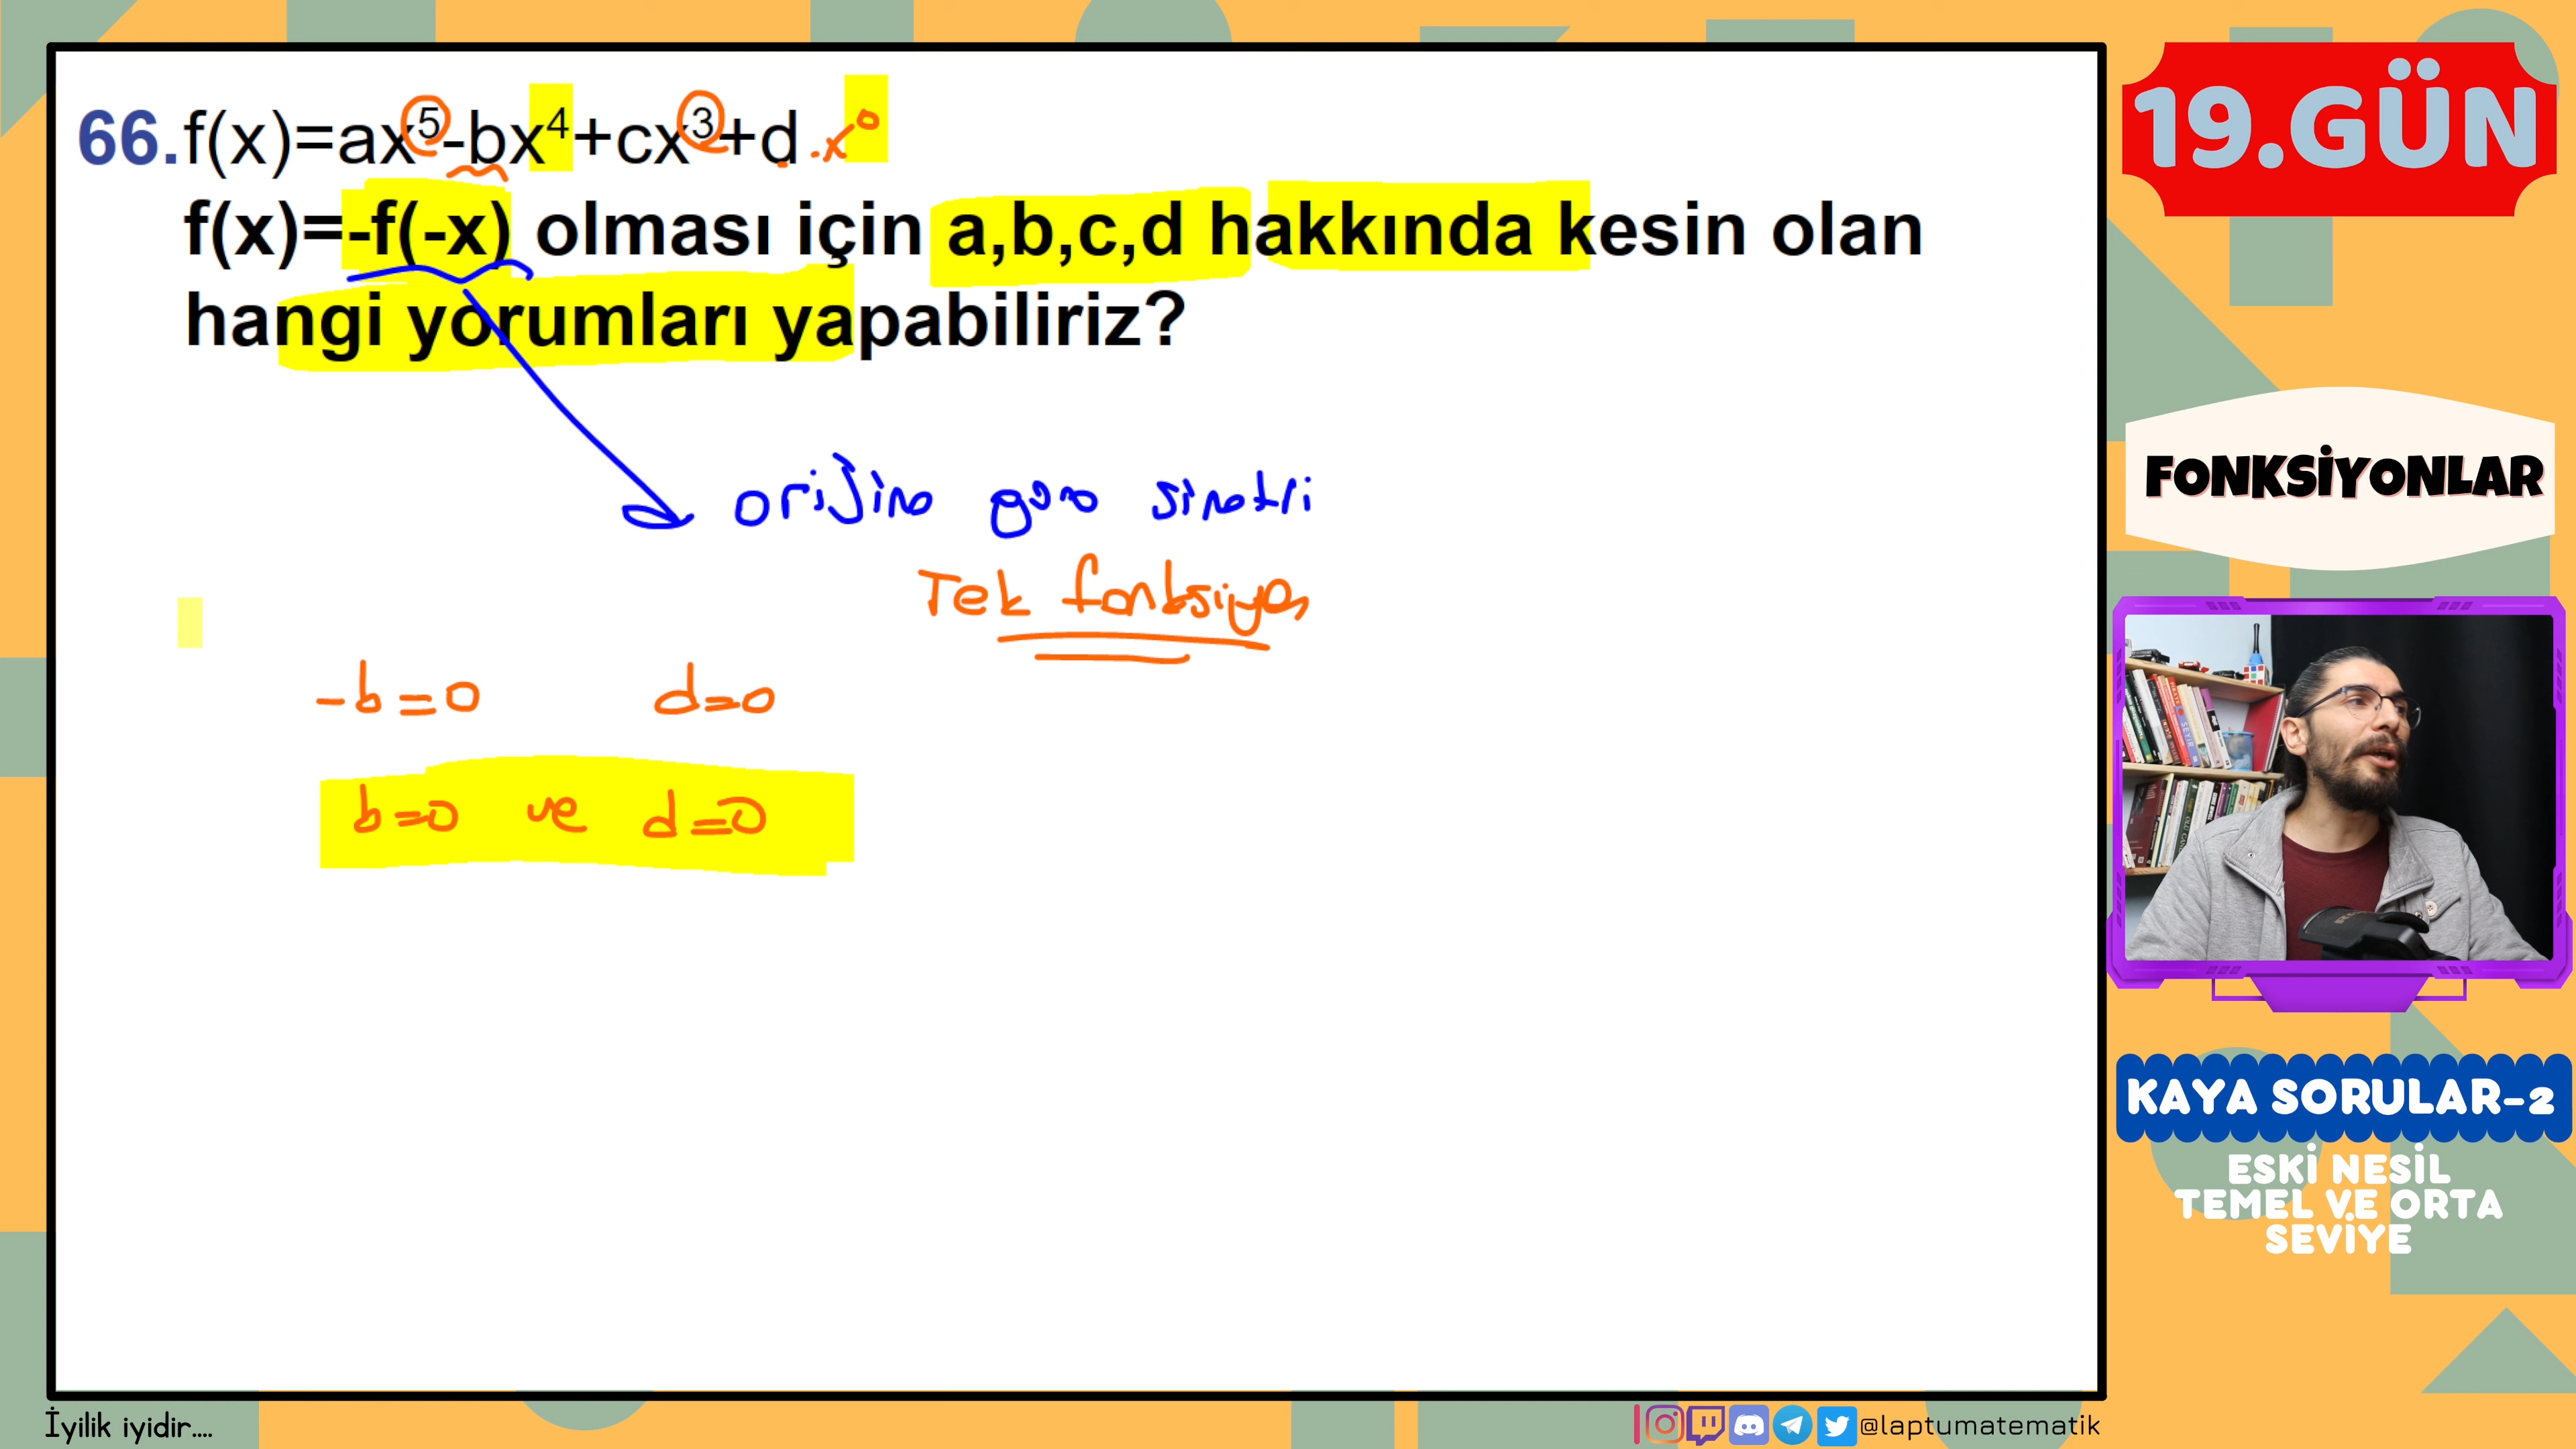 66. f(x)=ax⁵-bx⁴+cx³+d .x⁰
f(x)=-f(-x) olması için a,b,c,d hakkında kesin olan
hangi yorumları yapabiliriz?
orijine göre simetri
Tek fonksiyon
-b=0 d=0
b=0 ve d=0
19.GÜN
FONKSİYONLAR
KAYA SORULAR-2
ESKİ NESİL
TEMEL VE ORTA
SEVİYE
İyilik iyidir....
@laptumatematik